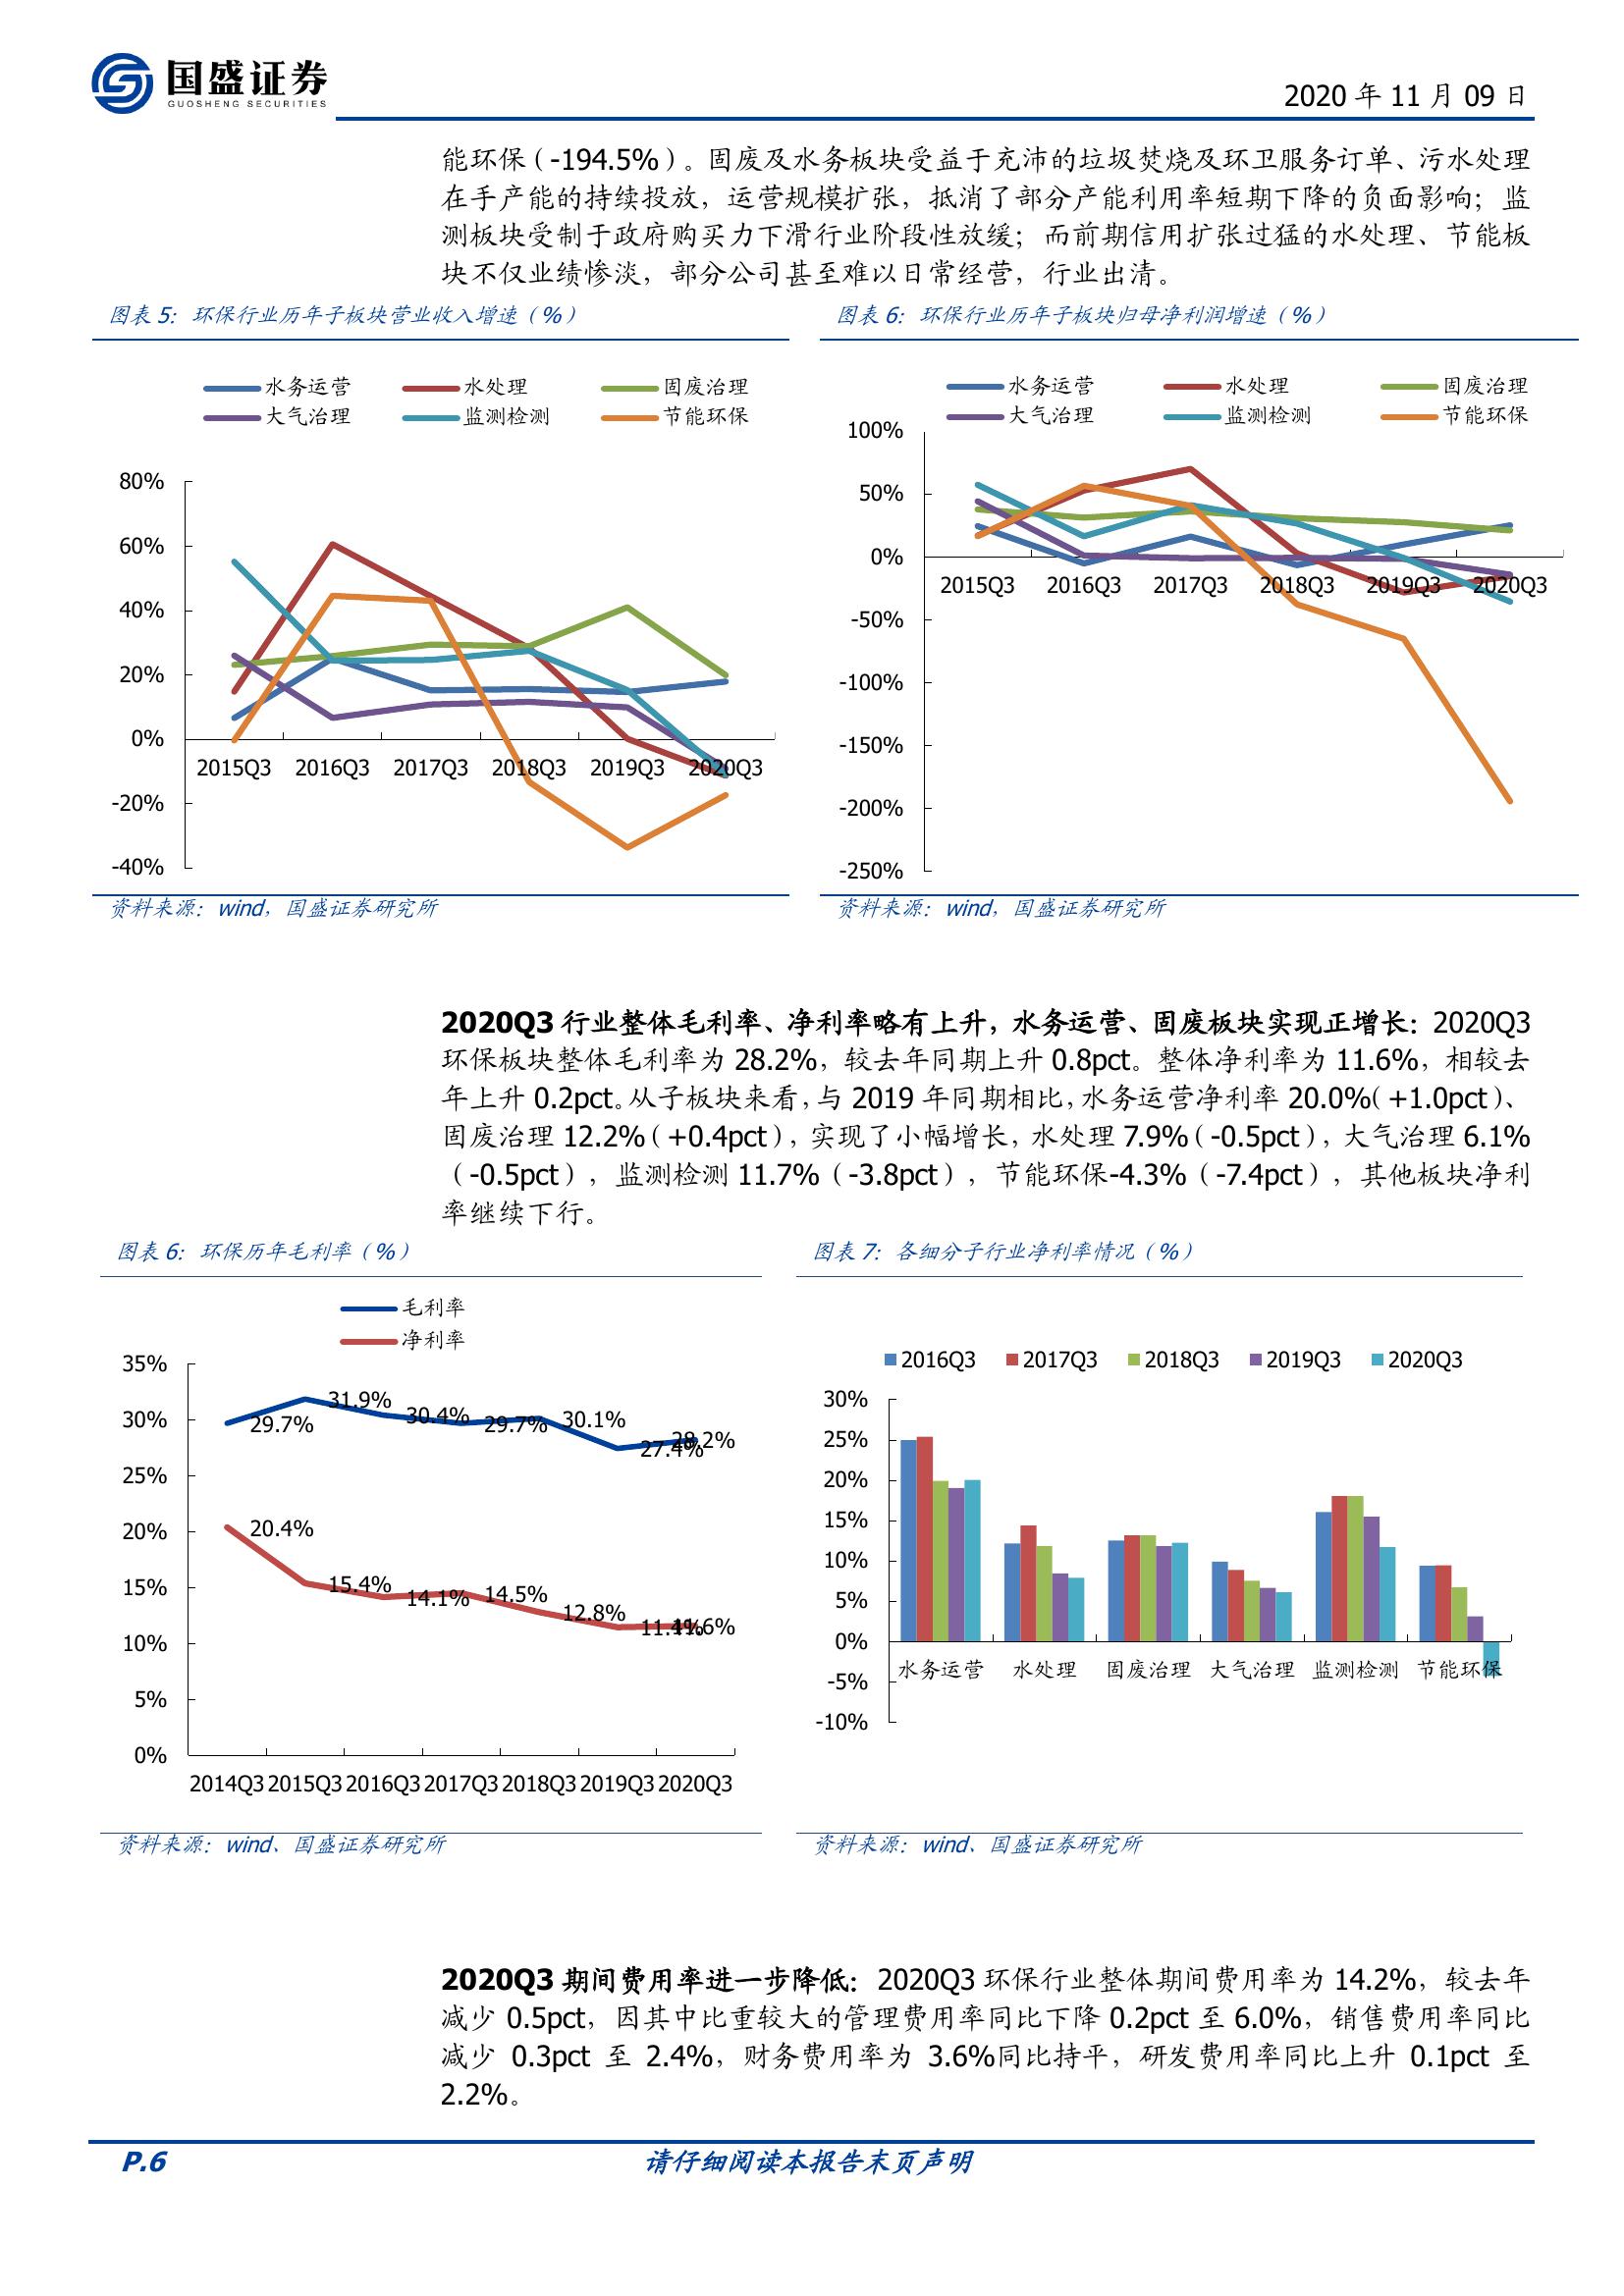 国盛证券
GUOSHENG SECURITIES
2020 年 11 月 09 日
能环保（-194.5%）。固废及水务板块受益于充沛的垃圾焚烧及环卫服务订单、污水处理
在手产能的持续投放，运营规模扩张，抵消了部分产能利用率短期下降的负面影响；监
测板块受制于政府购买力下滑行业阶段性放缓；而前期信用扩张过猛的水处理、节能板
块不仅业绩惨淡，部分公司甚至难以日常经营，行业出清。
图表 5：环保行业历年子板块营业收入增速（%）
水务运营 水处理 固废治理
大气治理 监测检测 节能环保
80%
60%
40%
20%
0%
-20%
-40%
2015Q3 2016Q3 2017Q3 2018Q3 2019Q3 2020Q3
资料来源：wind，国盛证券研究所
图表 6：环保行业历年子板块归母净利润增速（%）
水务运营 水处理 固废治理
大气治理 监测检测 节能环保
100%
50%
0%
-50%
-100%
-150%
-200%
-250%
2015Q3 2016Q3 2017Q3 2018Q3 2019Q3 2020Q3
资料来源：wind，国盛证券研究所
2020Q3 行业整体毛利率、净利率略有上升，水务运营、固废板块实现正增长：2020Q3
环保板块整体毛利率为 28.2%，较去年同期上升 0.8pct。整体净利率为 11.6%，相较去
年上升 0.2pct。从子板块来看，与 2019 年同期相比，水务运营净利率 20.0%（+1.0pct）、
固废治理 12.2%（+0.4pct），实现了小幅增长，水处理 7.9%（-0.5pct），大气治理 6.1%
（-0.5pct），监测检测 11.7%（-3.8pct），节能环保-4.3%（-7.4pct），其他板块净利
率继续下行。
图表 6：环保历年毛利率（%）
毛利率
净利率
35%
30%
25%
20%
15%
10%
5%
0%
29.7% 31.9% 30.4% 29.7% 30.1% 27.4% 28.2%
20.4% 15.4% 14.1% 14.5% 12.8% 11.4% 11.6%
2014Q3 2015Q3 2016Q3 2017Q3 2018Q3 2019Q3 2020Q3
资料来源：wind、国盛证券研究所
图表 7：各细分子行业净利率情况（%）
2016Q3 2017Q3 2018Q3 2019Q3 2020Q3
30%
25%
20%
15%
10%
5%
0%
-5%
-10%
水务运营 水处理 固废治理 大气治理 监测检测 节能环保
资料来源：wind、国盛证券研究所
2020Q3 期间费用率进一步降低：2020Q3 环保行业整体期间费用率为 14.2%，较去年
减少 0.5pct，因其中比重较大的管理费用率同比下降 0.2pct 至 6.0%，销售费用率同比
减少 0.3pct 至 2.4%，财务费用率为 3.6%同比持平，研发费用率同比上升 0.1pct 至
2.2%。
P.6
请仔细阅读本报告末页声明